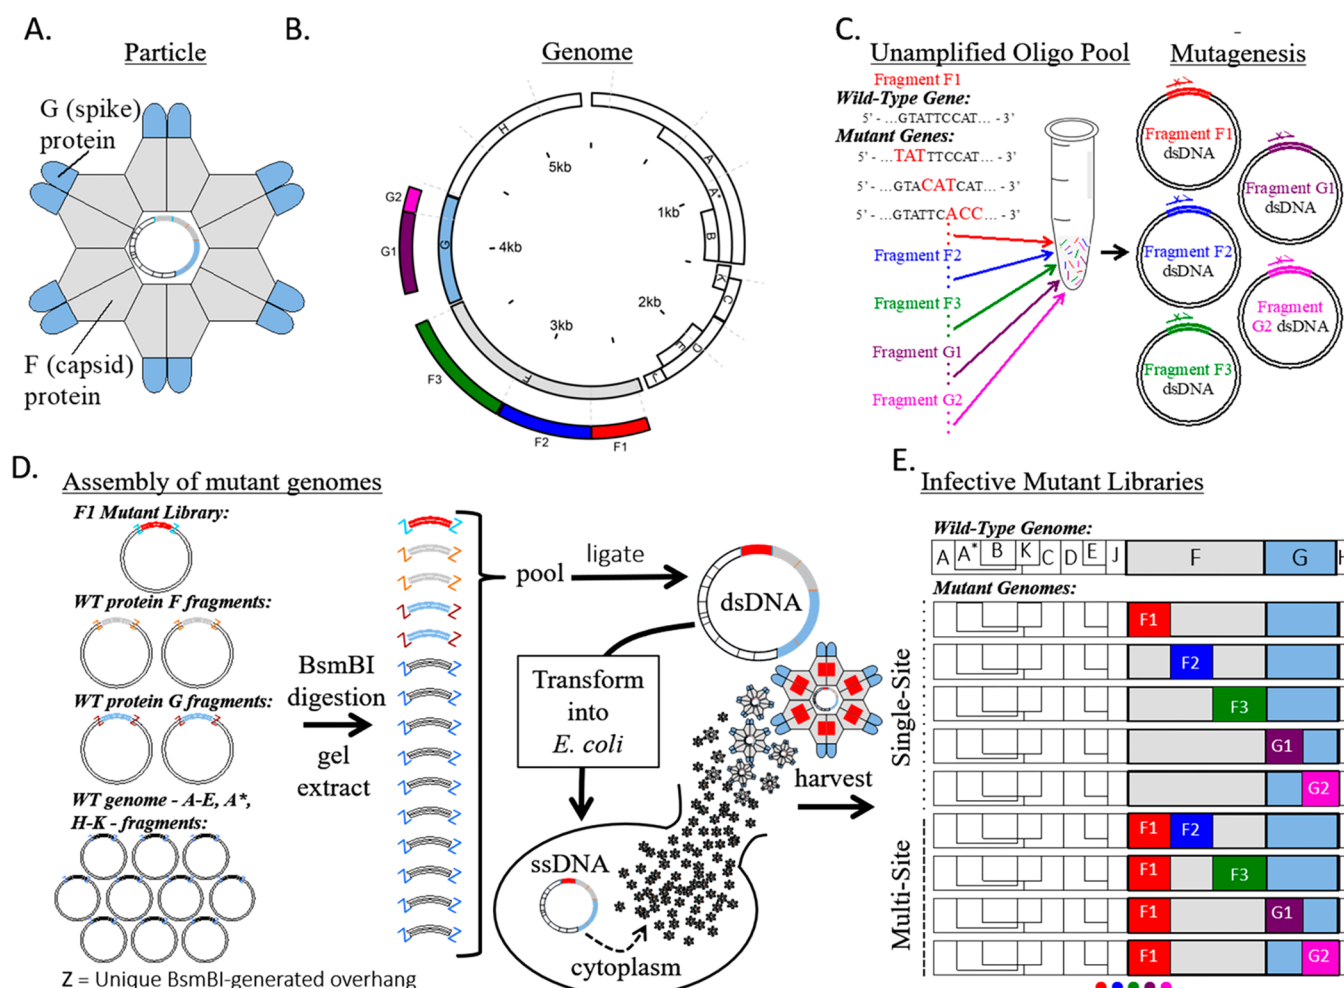 A.
Particle
G (spike)
protein
F (capsid)
protein
B.
Genome
H
A
A*
B
K
C
D
E
J
F
G
5kb
1kb
4kb
2kb
3kb
G2
G1
F3
F2
F1
C.
Unamplified Oligo Pool
Fragment F1
Wild-Type Gene:
5' - ...GTATTCCAT... - 3'
Mutant Genes:
5' - ...TATTTCCAT... - 3'
5' - ...GTACATCAT... - 3'
5' - ...GTATTCACC... - 3'
Fragment F2
Fragment F3
Fragment G1
Fragment G2
Mutagenesis
Fragment F1
dsDNA
Fragment G1
dsDNA
Fragment F2
dsDNA
Fragment
G2 dsDNA
Fragment F3
dsDNA
D.
Assembly of mutant genomes
F1 Mutant Library:
WT protein F fragments:
WT protein G fragments:
WT genome - A-E, A*,
H-K - fragments:
Z = Unique BsmBI-generated overhang
BsmBI
digestion
gel
extract
pool
ligate
dsDNA
Transform
into
E. coli
ssDNA
cytoplasm
harvest
E.
Infective Mutant Libraries
Wild-Type Genome:
A A* B K C D E J F G H
Mutant Genomes:
Single-Site
F1
F2
F3
G1
G2
Multi-Site
F1 F2
F1 F3
F1 G1
F1 G2